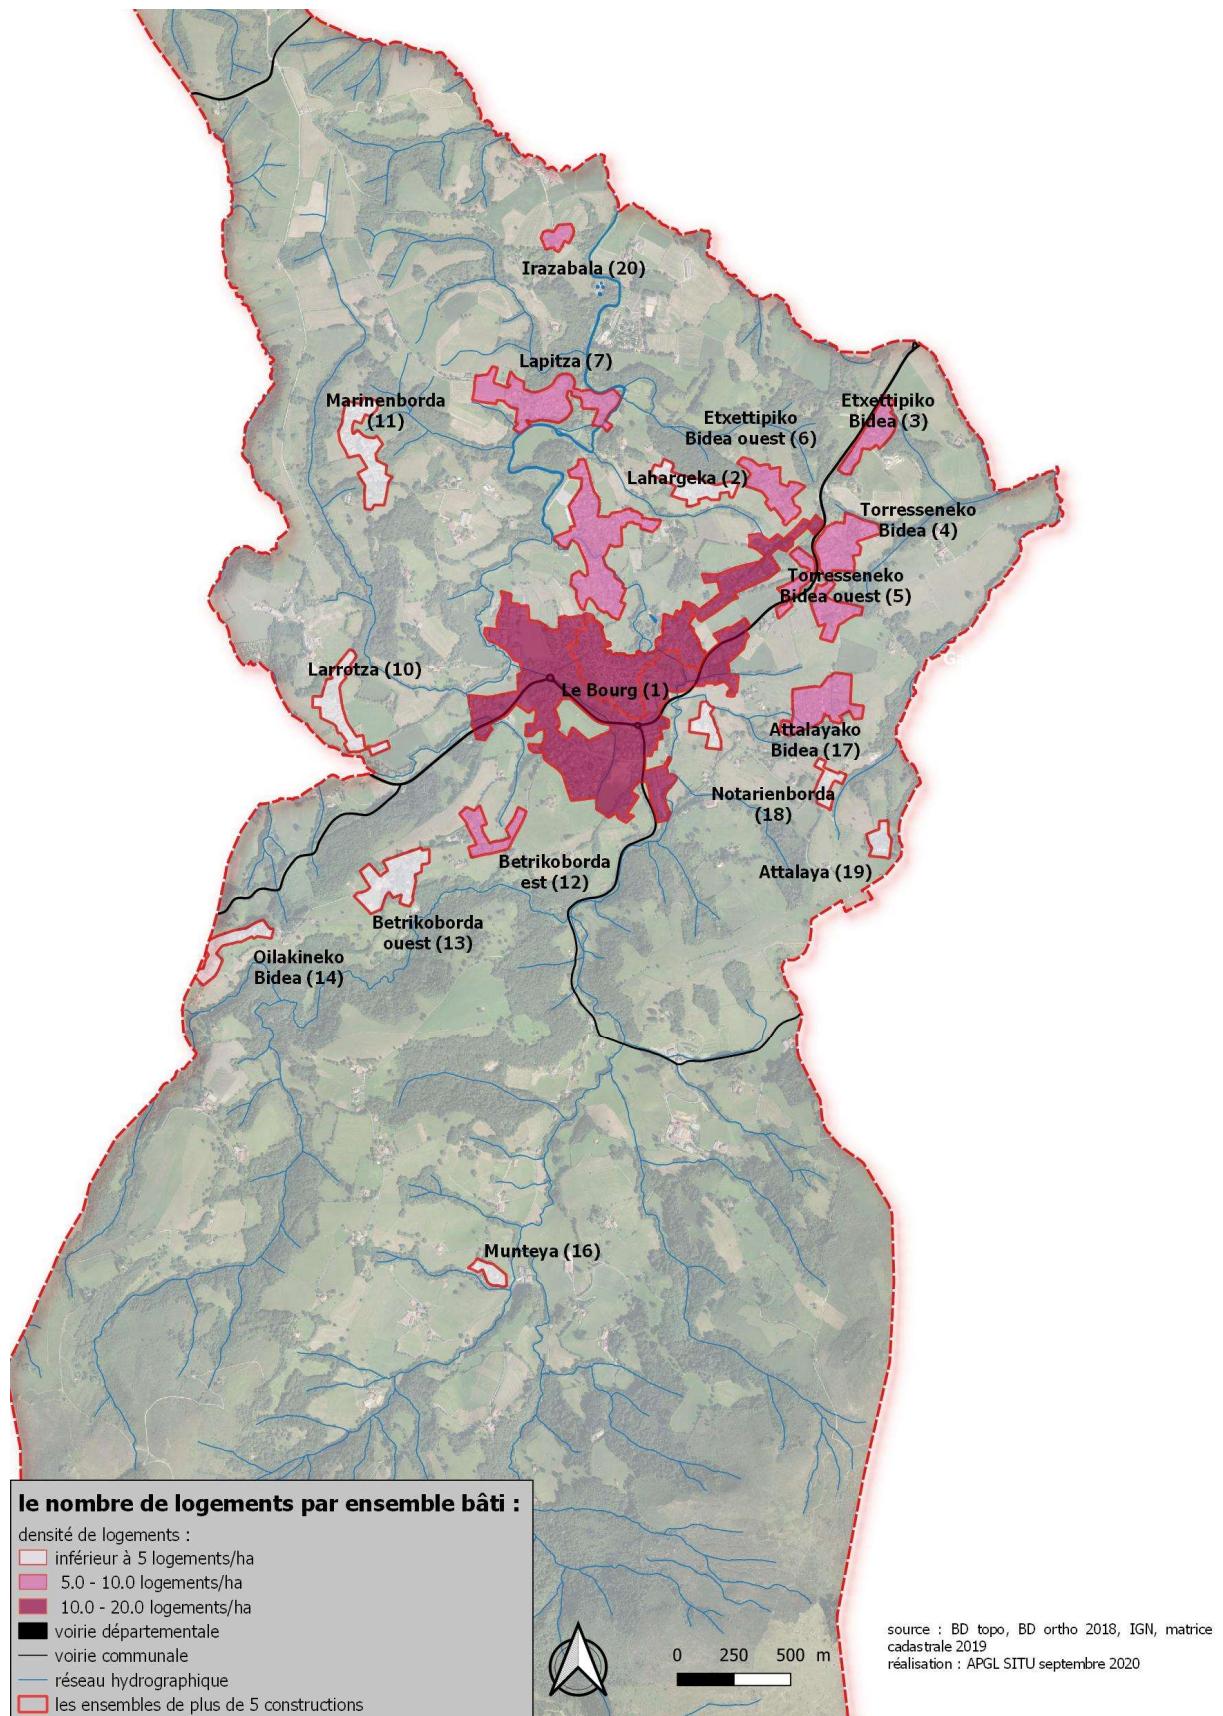 Irazabala (20)
Lapitza (7)
Marinenborda
(11)
Etxettipiko
Bidea ouest (6)
Etxettipiko
Bidea (3)
Lahargeka (2)
Torresseneko
Bidea (4)
Torresseneko
Bidea ouest (5)
Larrotza (10)
Le Bourg (1)
Attalayako
Bidea (17)
Notarienborda
(18)
Betrikoborda
est (12)
Attalaya (19)
Betrikoborda
ouest (13)
Oilakineko
Bidea (14)
Munteya (16)
le nombre de logements par ensemble bâti :
densité de logements :
inférieur à 5 logements/ha
5.0 - 10.0 logements/ha
10.0 - 20.0 logements/ha
voirie départementale
voirie communale
réseau hydrographique
les ensembles de plus de 5 constructions
0 250 500 m
source : BD topo, BD ortho 2018, IGN, matrice
cadastrale 2019
réalisation : APGL SITU septembre 2020